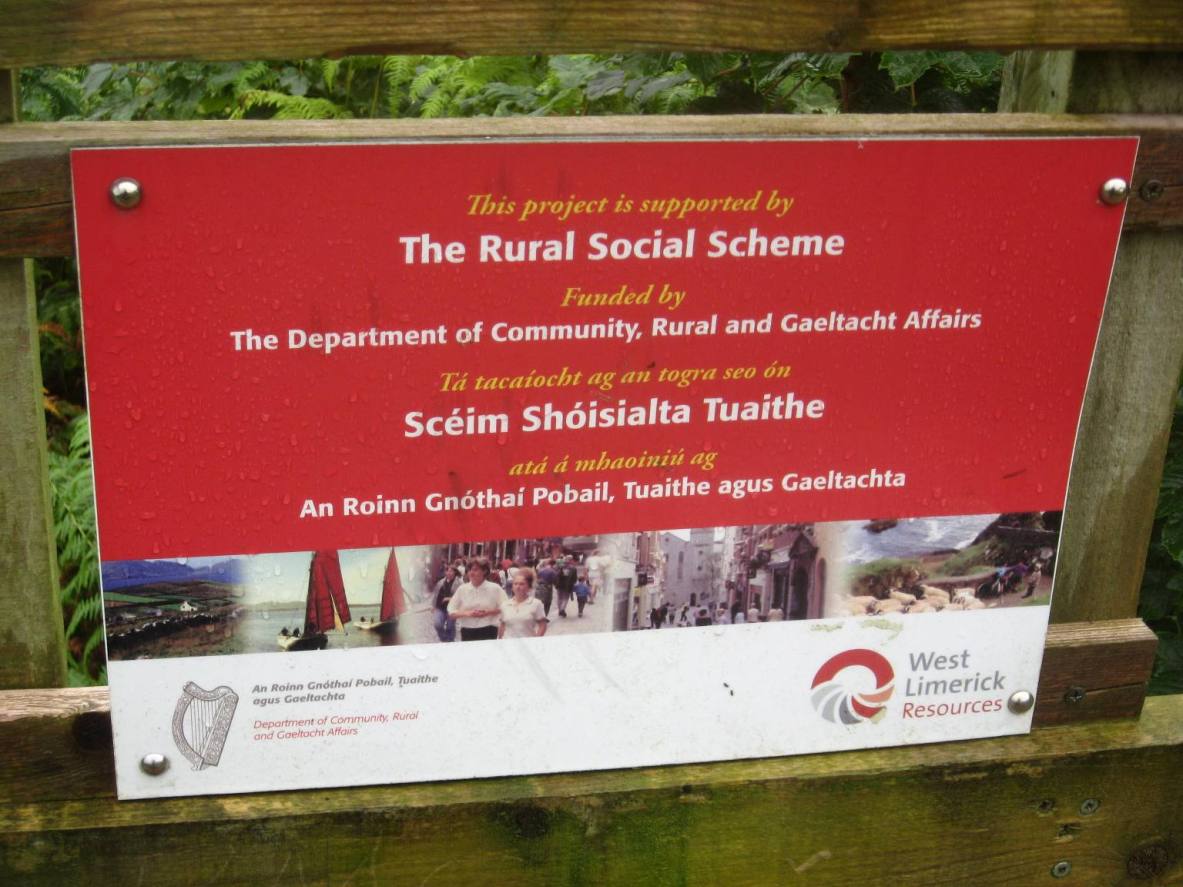 This project is supported by
The Rural Social Scheme
Funded by
The Department of Community, Rural and Gaeltacht Affairs
Tá tacaíocht ag an togra seo ón
Scéim Shóisialta Tuaithe
atá á mhaoiniú ag
An Roinn Gnóthaí Pobail, Tuaithe agus Gaeltachta
An Roinn Gnóthaí Pobail, Tuaithe
agus Gaeltachta
Department of Community, Rural
and Gaeltacht Affairs
West
Limerick
Resources